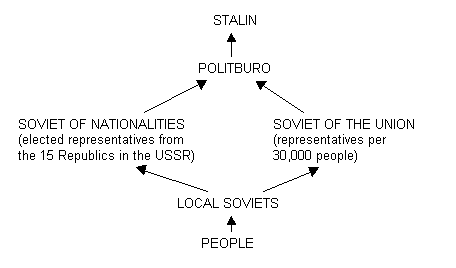 STALIN
POLITBURO
SOVIET OF NATIONALITIES
(elected representatives from
the 15 Republics in the USSR)
SOVIET OF THE UNION
(representatives per
30,000 people)
LOCAL SOVIETS
PEOPLE